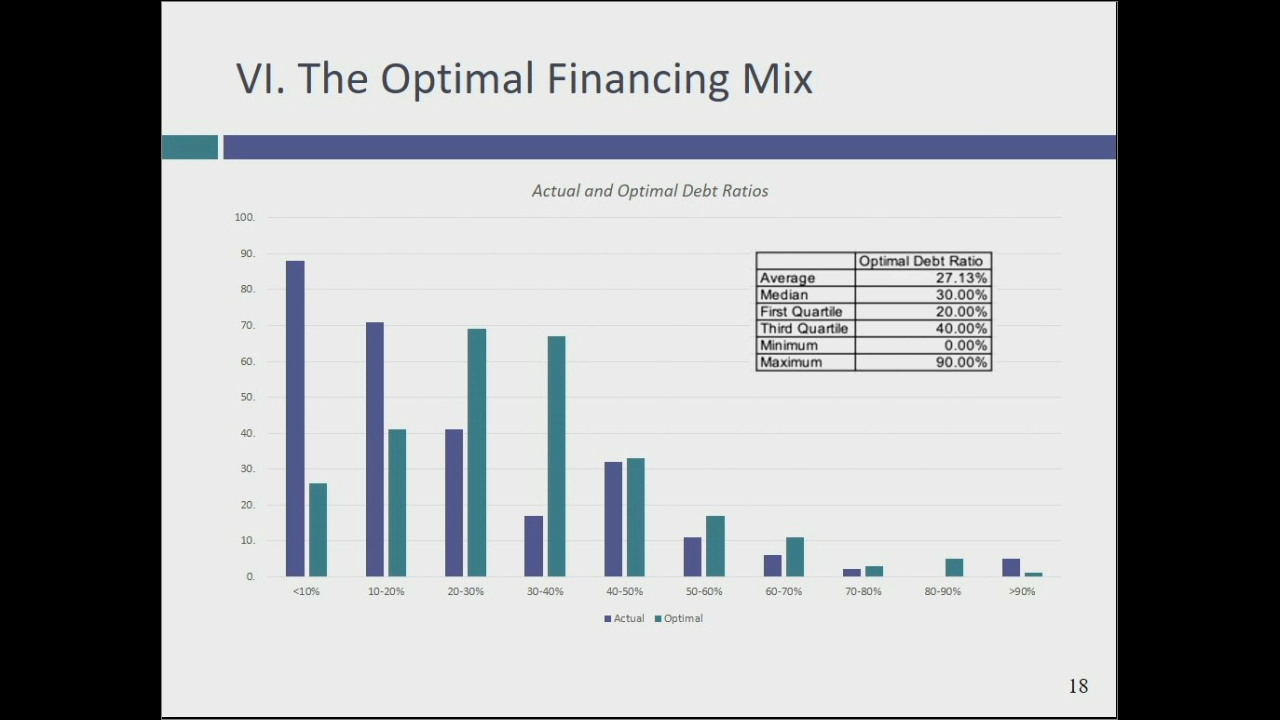 VI. The Optimal Financing Mix
Actual and Optimal Debt Ratios
100.
90.
80.
70.
60.
50.
40.
30.
20.
10.
0.
Optimal Debt Ratio
Average 27.13%
Median 30.00%
First Quartile 20.00%
Third Quartile 40.00%
Minimum 0.00%
Maximum 90.00%
<10% 10-20% 20-30% 30-40% 40-50% 50-60% 60-70% 70-80% 80-90% >90%
Actual Optimal
18